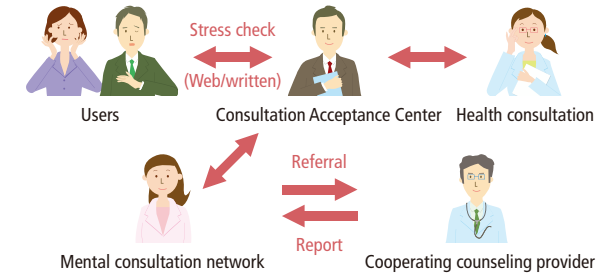 Stress check
(Web/written)
Users
Consultation Acceptance Center
Health consultation
Referral
Report
Mental consultation network
Cooperating counseling provider